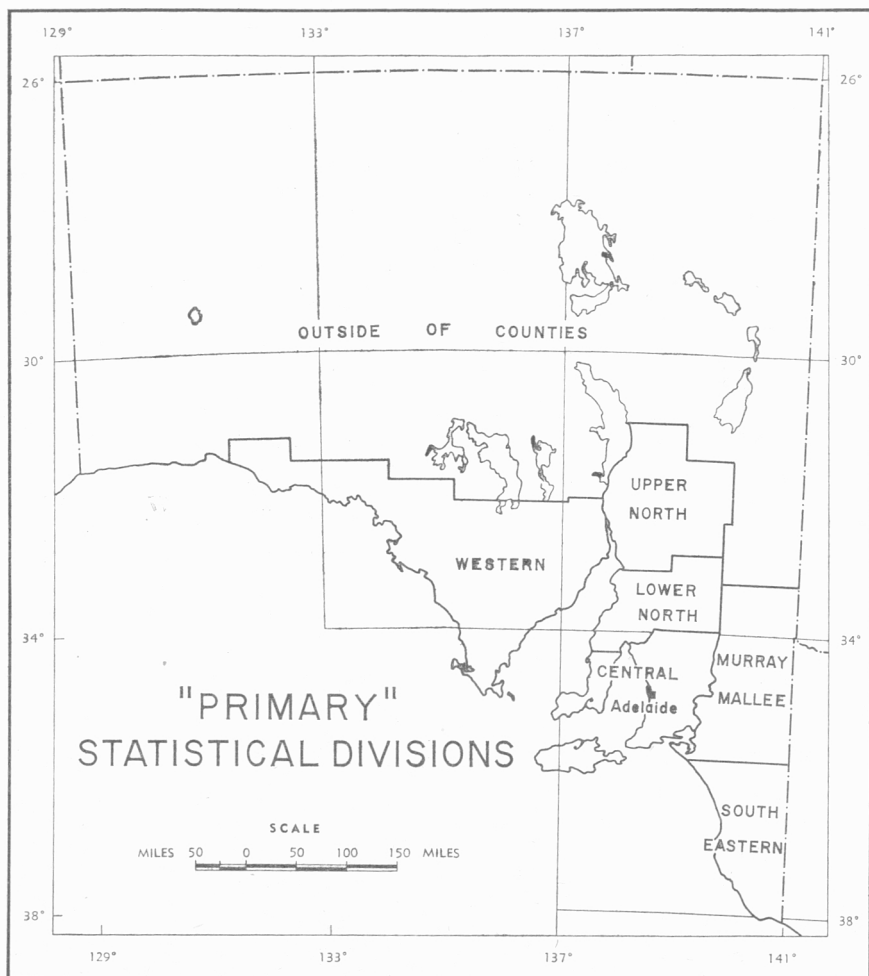 129° 133° 137° 141°
26° 26°
OUTSIDE OF COUNTIES
30° 30°
UPPER
NORTH
WESTERN
LOWER
NORTH
34° 34°
CENTRAL
MURRAY
MALLEE
Adelaide
"PRIMARY"
STATISTICAL DIVISIONS
SOUTH
EASTERN
SCALE
MILES 50 0 50 100 150 MILES
38° 38°
129° 133° 137° 141°